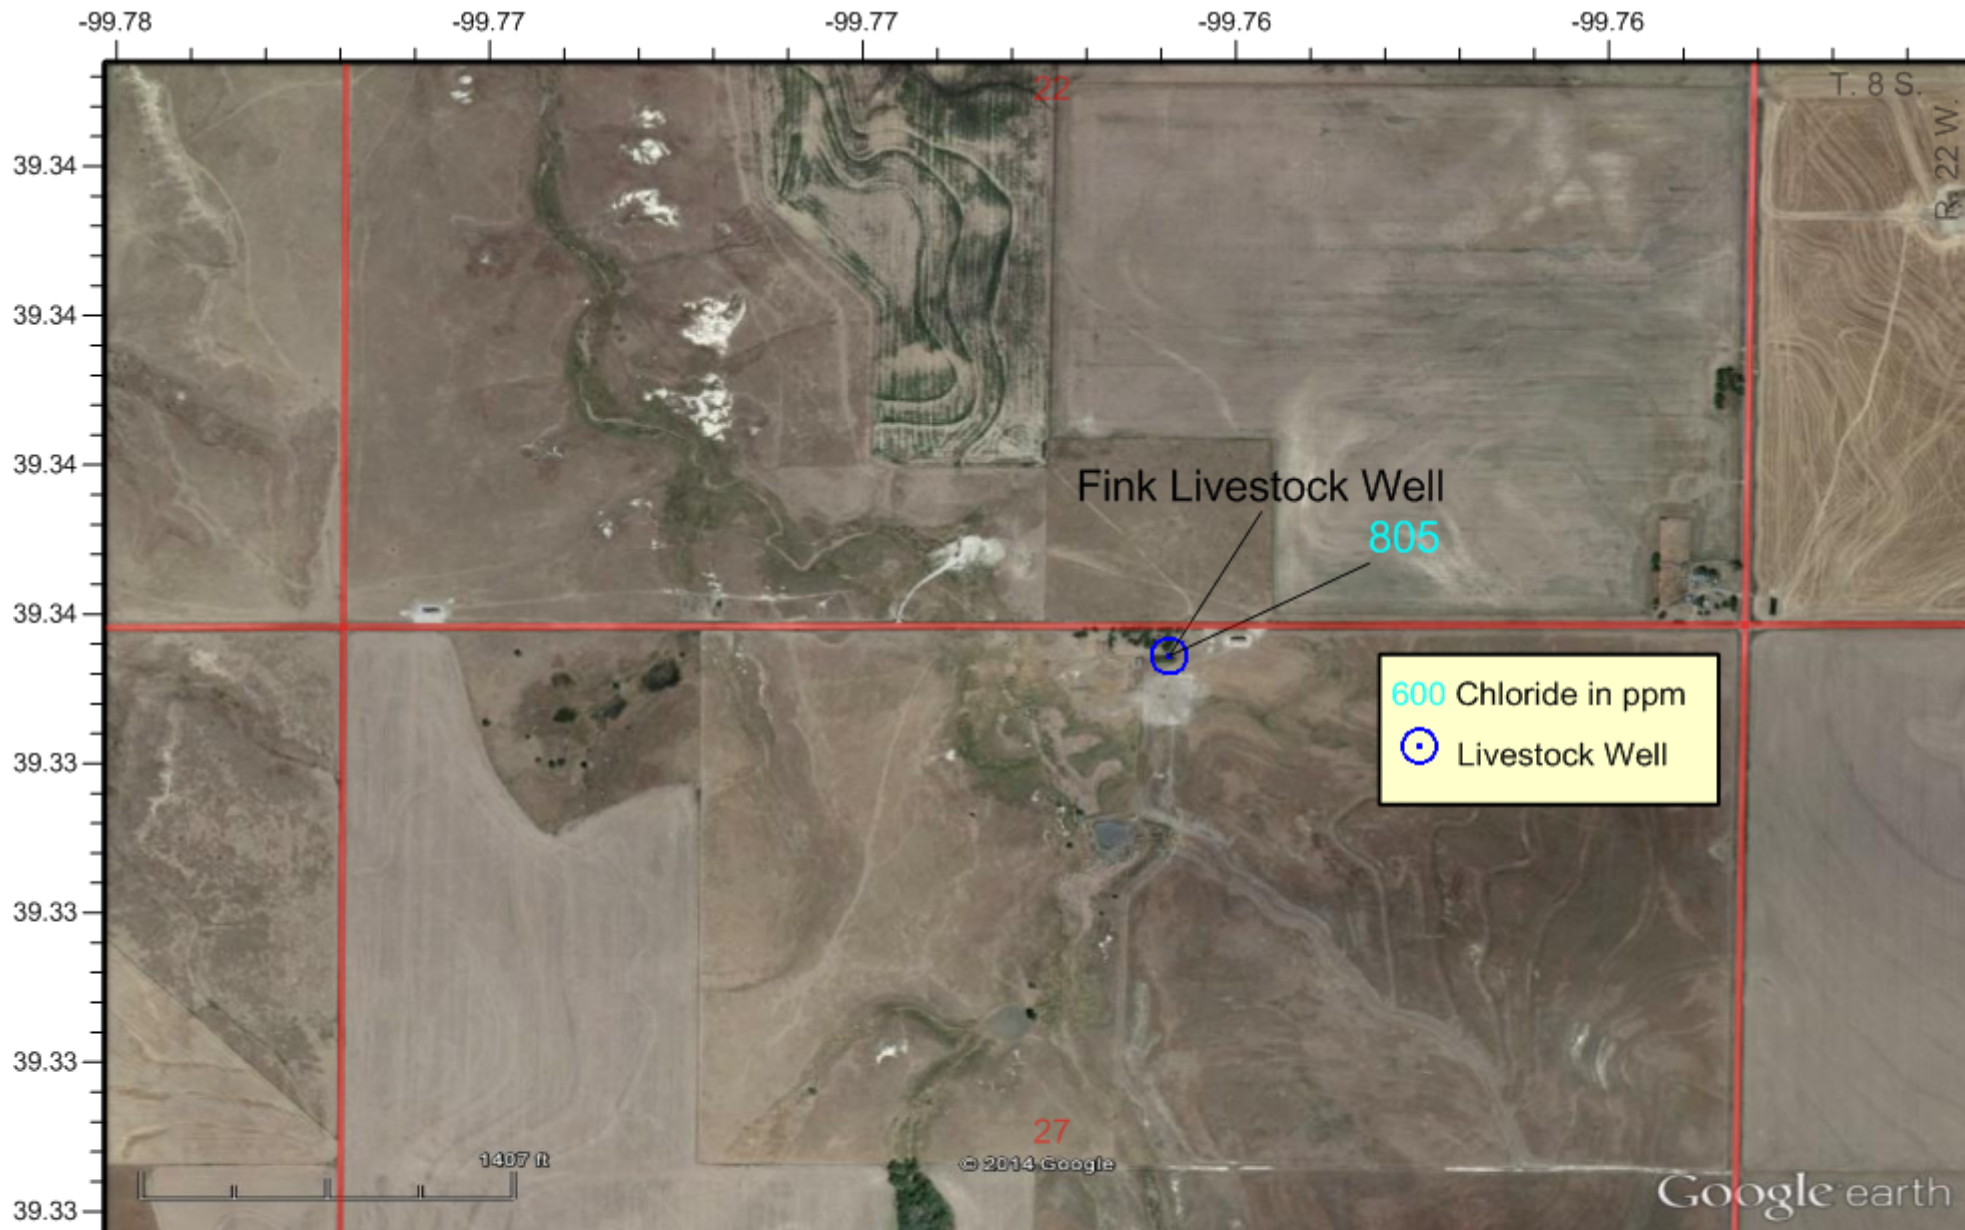 -99.78 -99.77 -99.77 -99.76 -99.76
22
T. 8 S.
R. 22 W.
39.34
39.34
39.34
Fink Livestock Well
805
39.34
600 Chloride in ppm
Livestock Well
39.33
39.33
39.33
27
1407 ft
© 2014 Google
Google earth
39.33